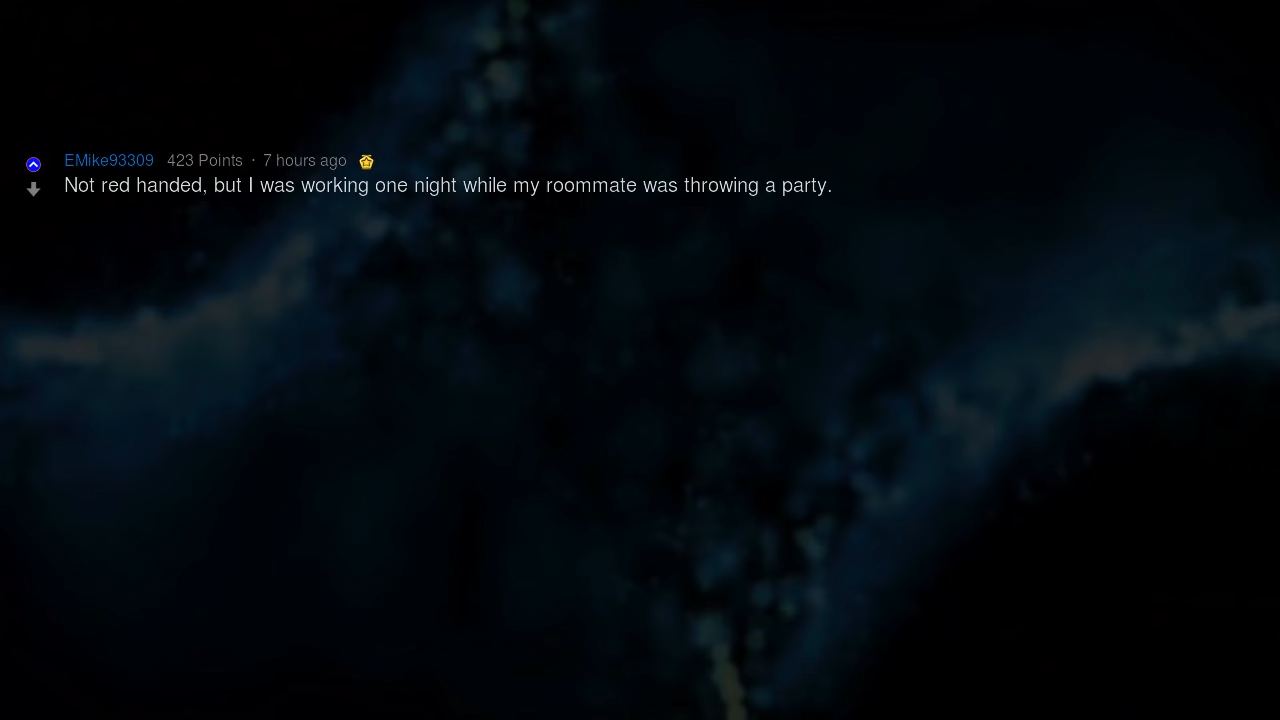 EMike93309 423 Points · 7 hours ago
Not red handed, but I was working one night while my roommate was throwing a party.